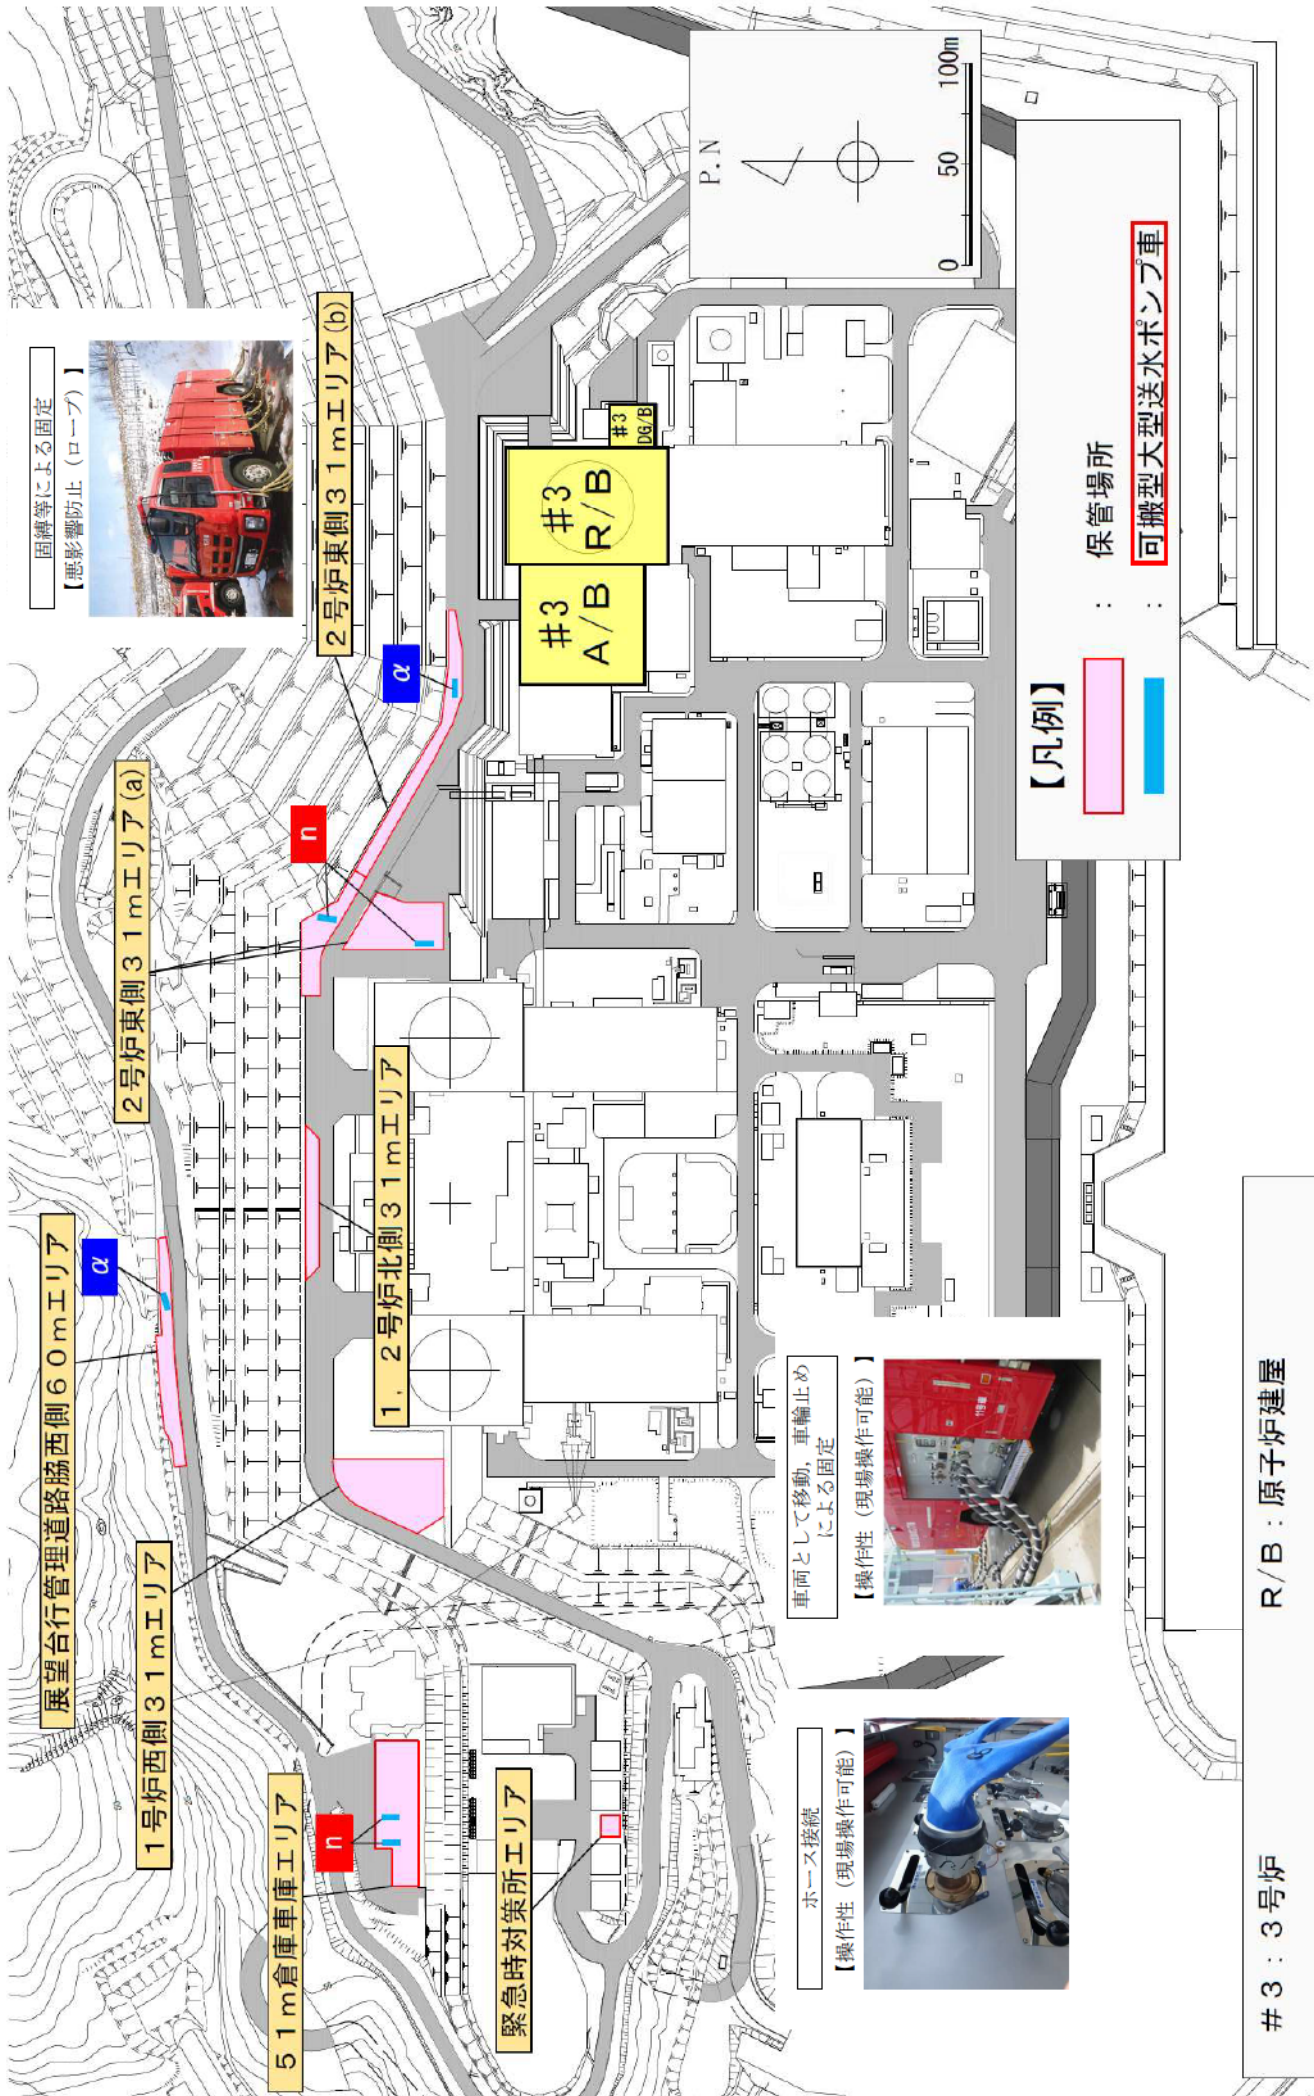 展望台行管理道路脇西側６０ｍエリア
α
１号炉西側３１ｍエリア
５１ｍ倉庫車庫エリア
n
緊急時対策所エリア
１，２号炉北側３１ｍエリア
２号炉東側３１ｍエリア(a)
n
２号炉東側３１ｍエリア(b)
α
固縛等による固定
【悪影響防止（ロープ）】
#3
A/B
#3
R/B
#3
DG/B
P.N
0 50 100m
ホース接続
【操作性（現場操作可能）】
車両として移動，車輪止め
による固定
【操作性（現場操作可能）】
【凡例】
： 保管場所
： 可搬型大型送水ポンプ車
＃３：３号炉 R/B：原子炉建屋